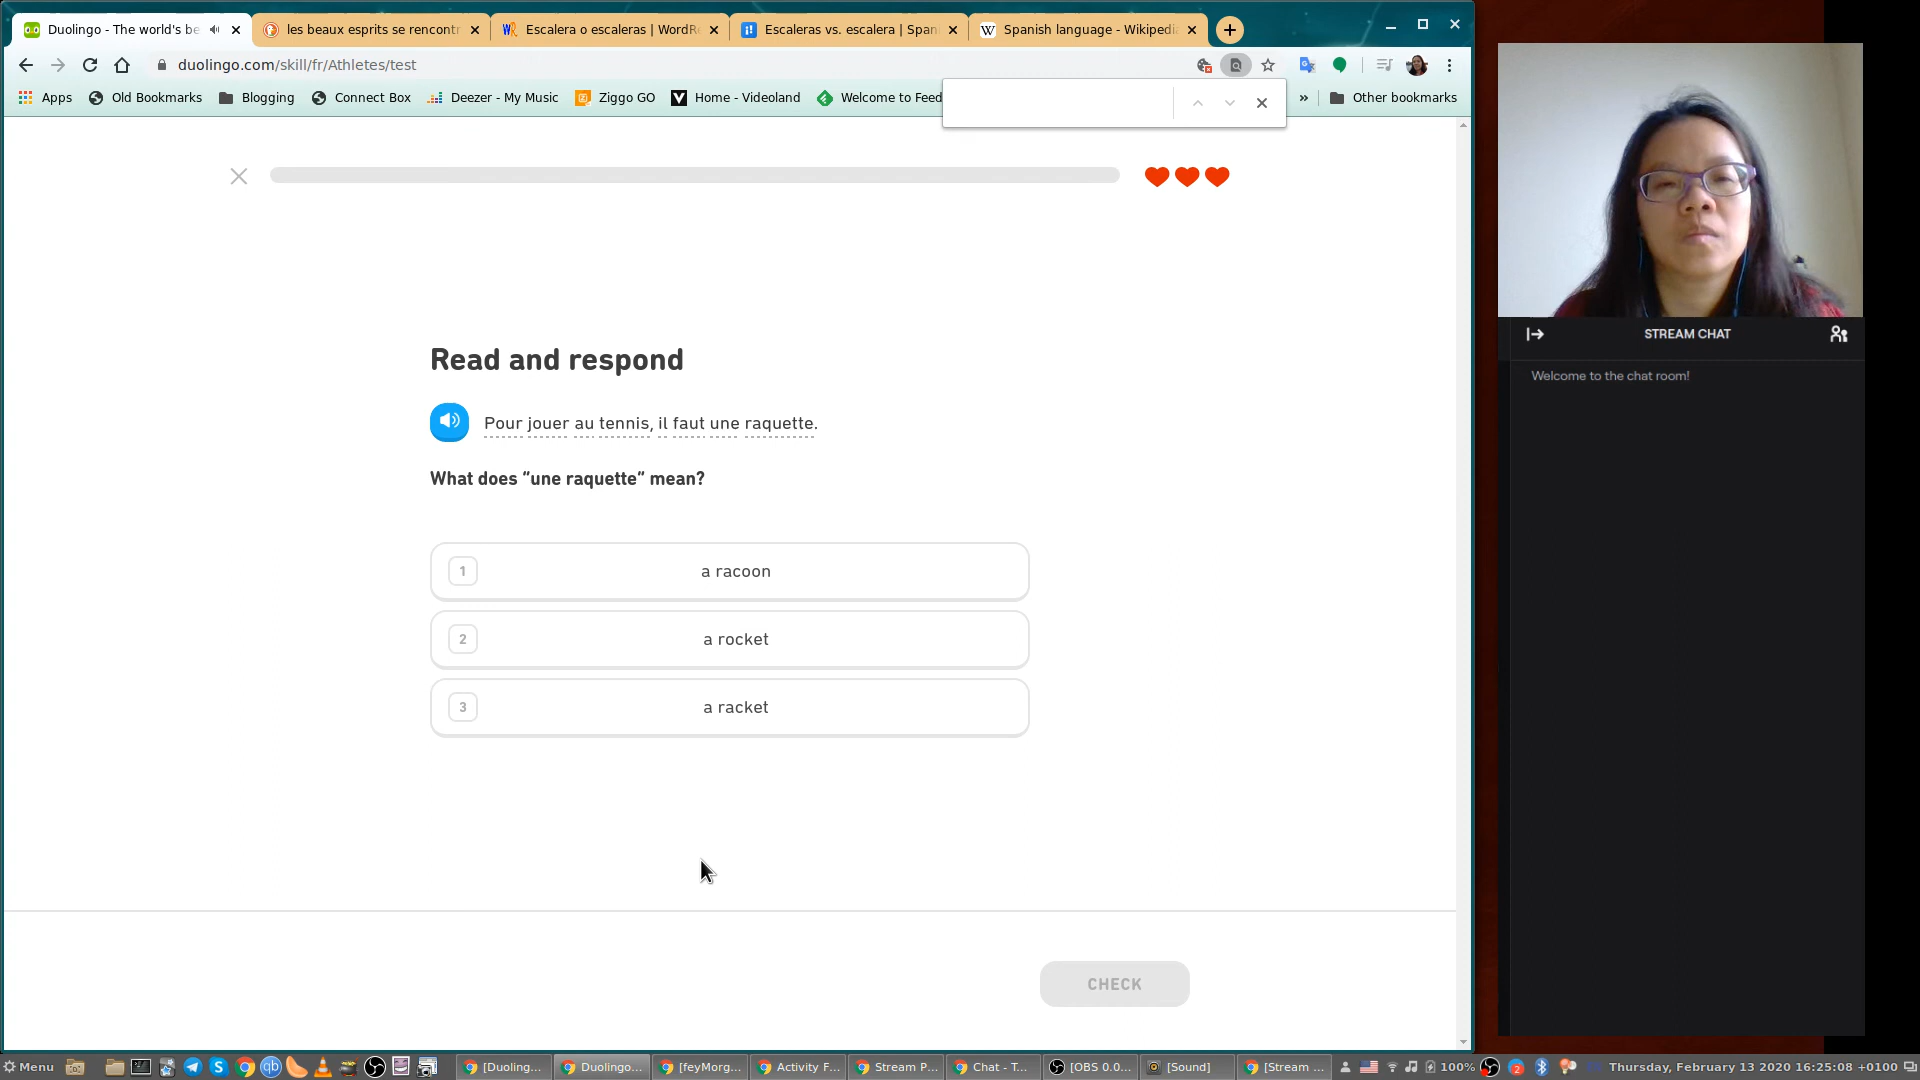 Duolingo - The world's be
les beaux esprits se rencontr
Escalera o escaleras | WordR
Escaleras vs. escalera | Span
Spanish language - Wikipedia
duolingo.com/skill/fr/Athletes/test
Apps
Old Bookmarks
Blogging
Connect Box
Deezer - My Music
Ziggo GO
Home - Videoland
Welcome to Feed
»
Other bookmarks
Read and respond
Pour jouer au tennis, il faut une raquette.
What does “une raquette” mean?
1 a racoon
2 a rocket
3 a racket
CHECK
STREAM CHAT
Welcome to the chat room!
Menu
[Duoling...
Duolingo...
[feyMorg...
Activity F...
Stream P...
Chat - T...
[OBS 0.0...
[Sound]
[Stream ...
100%
2
Thursday, February 13 2020 16:25:08 +0100